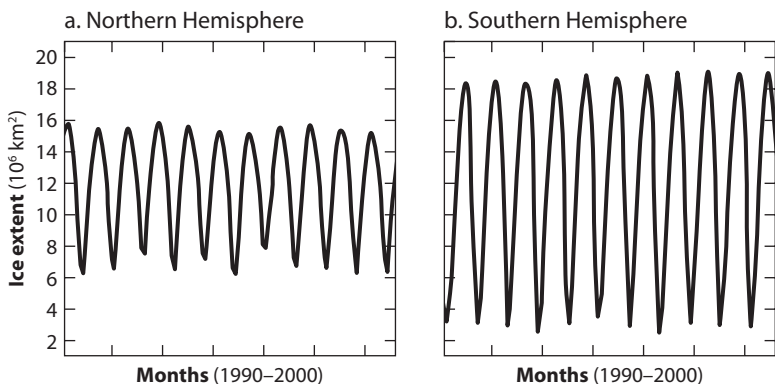 a. Northern Hemisphere
b. Southern Hemisphere
20
18
16
14
12
10
8
6
4
2
Ice extent (10⁶ km²)
Months (1990–2000)
Months (1990–2000)